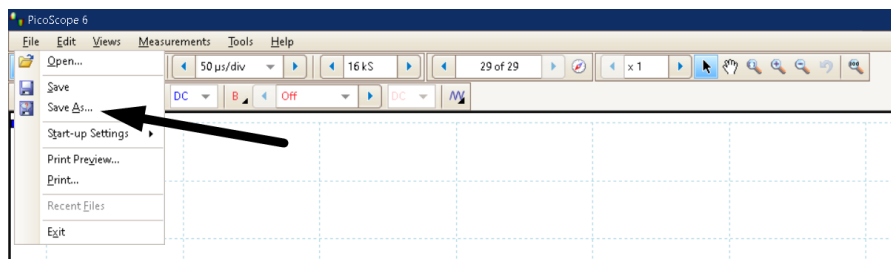 PicoScope 6
File Edit Views Measurements Tools Help
Open... 50 µs/div 16 kS 29 of 29 x 1
Save
Save As... DC B Off DC
Start-up Settings
Print Preview...
Print...
Recent Files
Exit